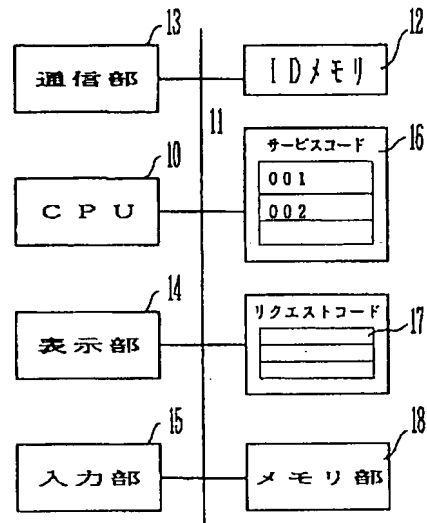 13
通信部
12
IDメモリ
11
10
CPU
16
サービスコード
001
002
14
表示部
リクエストコード
17
15
入力部
18
メモリ部